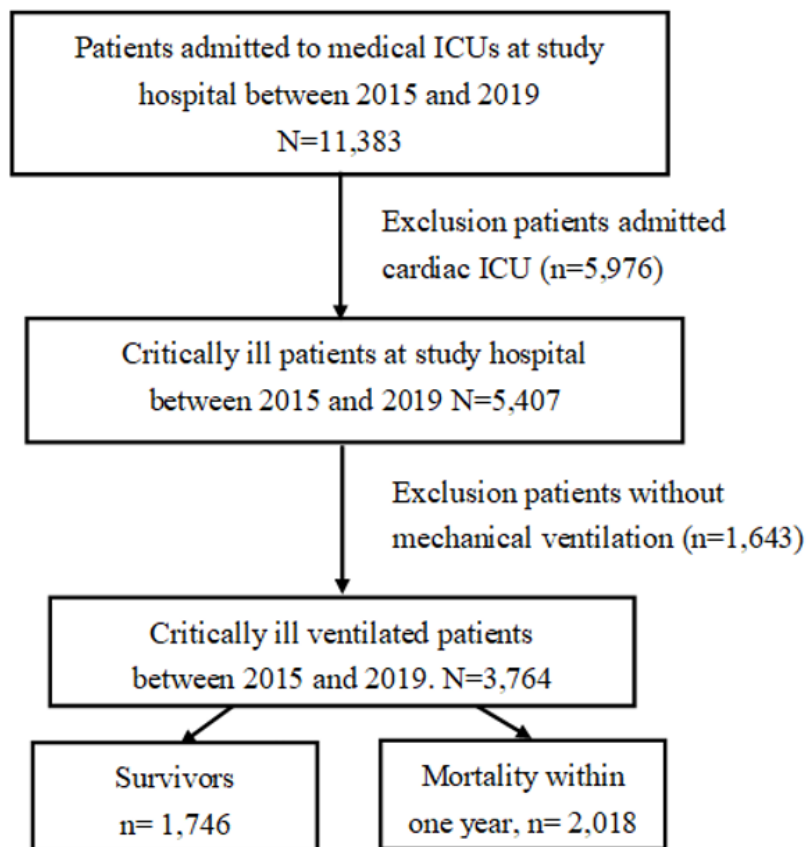 Patients admitted to medical ICUs at study
hospital between 2015 and 2019
N=11,383
Exclusion patients admitted
cardiac ICU (n=5,976)
Critically ill patients at study hospital
between 2015 and 2019 N=5,407
Exclusion patients without
mechanical ventilation (n=1,643)
Critically ill ventilated patients
between 2015 and 2019. N=3,764
Survivors
n= 1,746
Mortality within
one year, n= 2,018